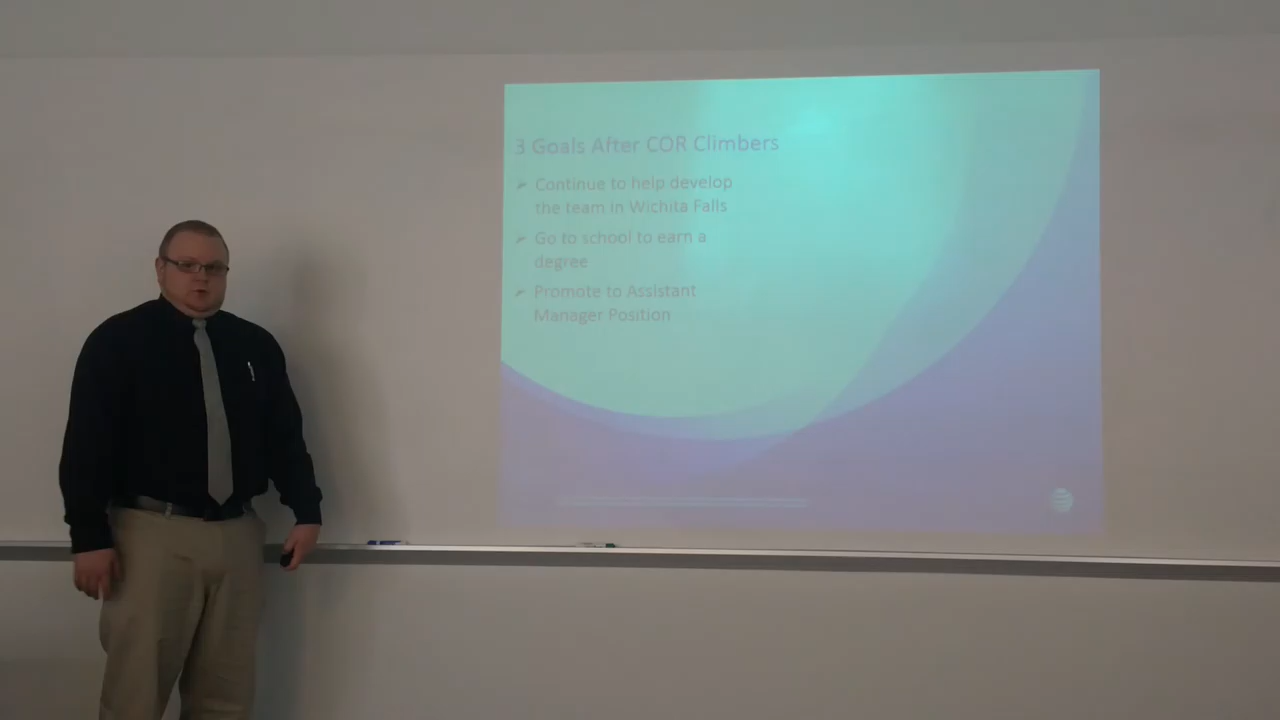 3 Goals After COR Climbers
➢ Continue to help develop
the team in Wichita Falls
➢ Go to school to earn a
degree
➢ Promote to Assistant
Manager Position